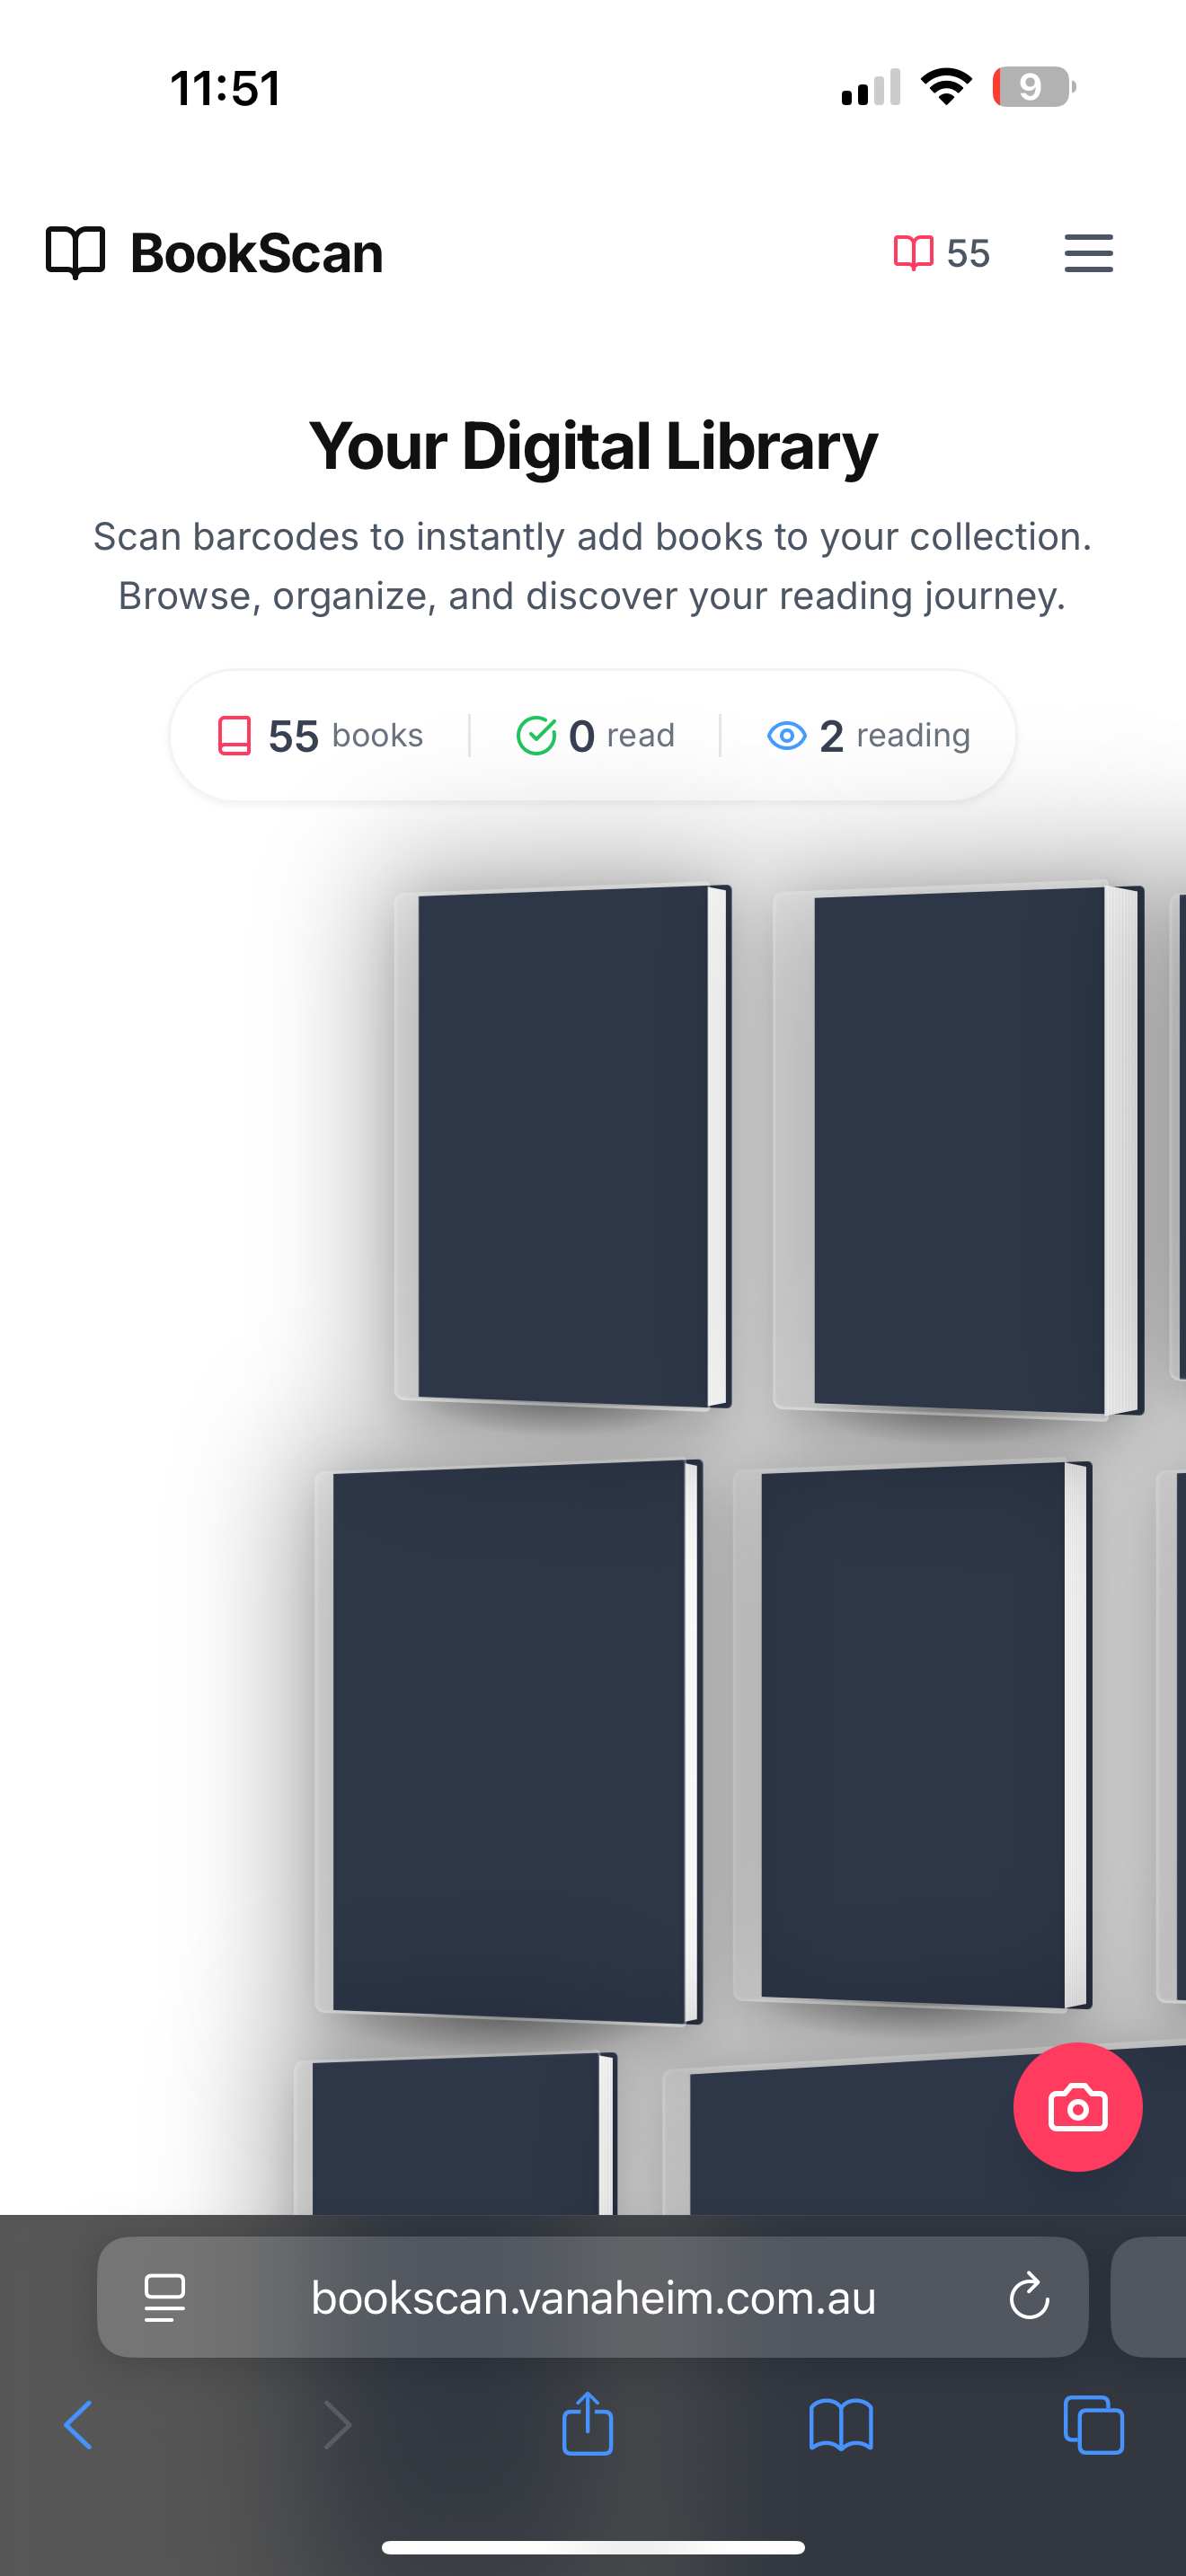 11:51
9
BookScan
55
Your Digital Library
Scan barcodes to instantly add books to your collection.
Browse, organize, and discover your reading journey.
55 books
0 read
2 reading
bookscan.vanaheim.com.au